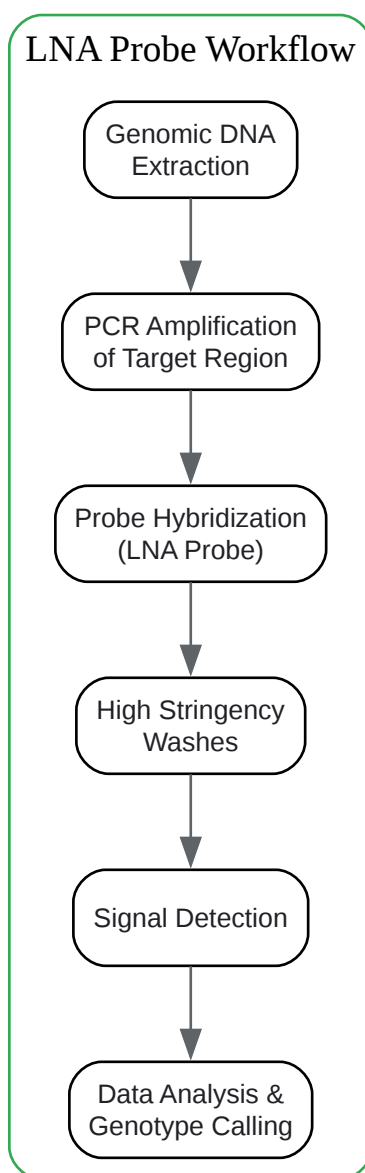 LNA Probe Workflow
Genomic DNA
Extraction
PCR Amplification
of Target Region
Probe Hybridization
(LNA Probe)
High Stringency
Washes
Signal Detection
Data Analysis &
Genotype Calling